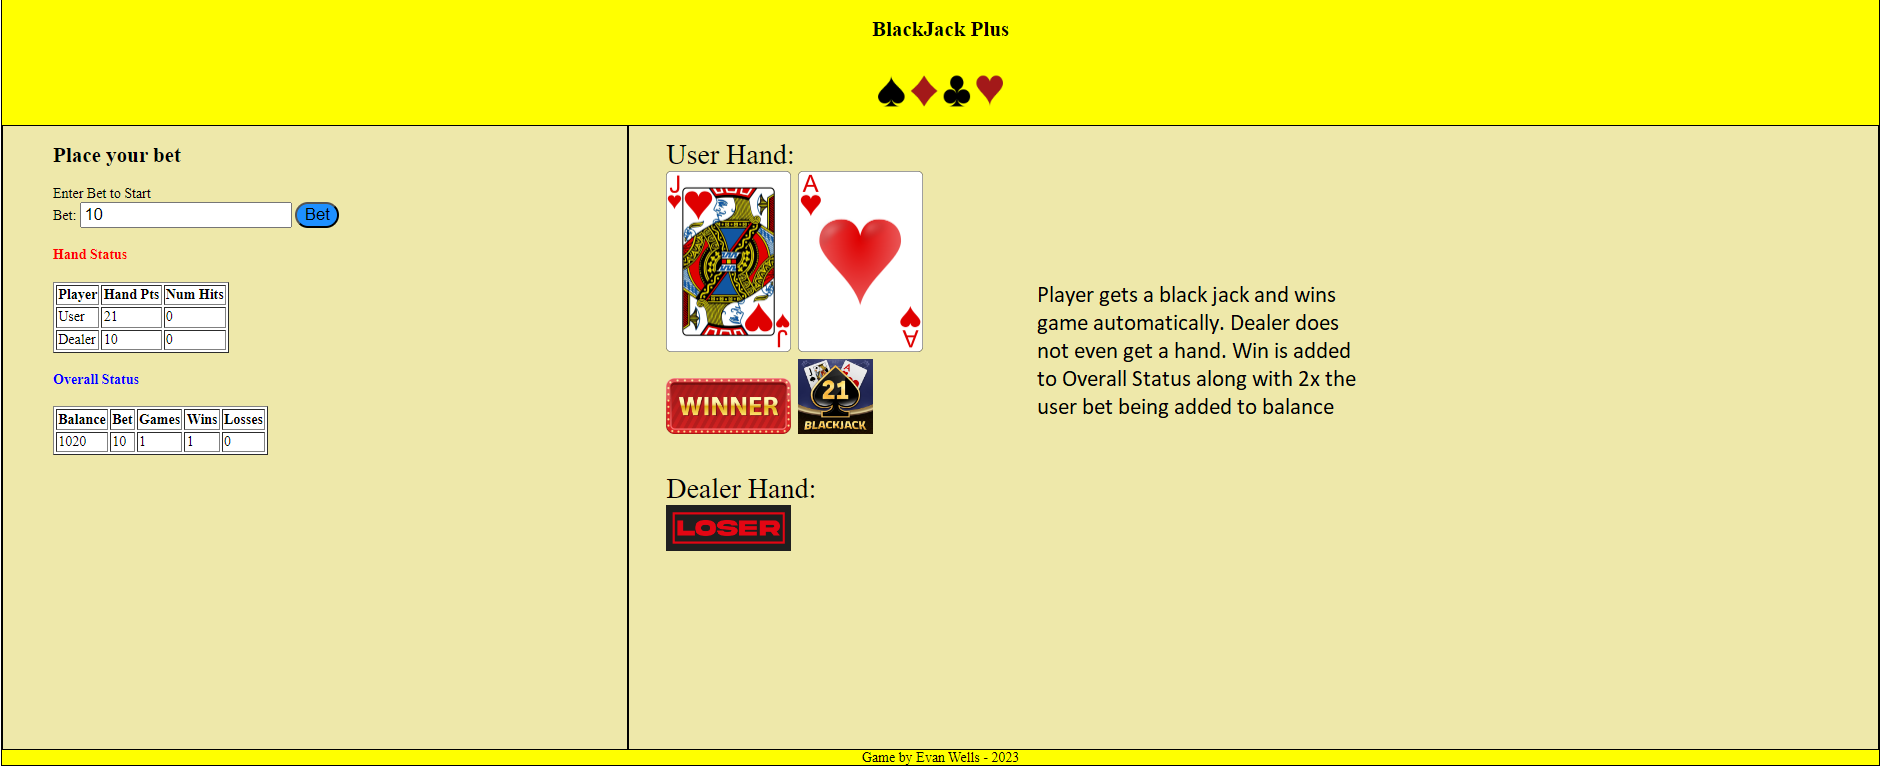 BlackJack Plus
Place your bet
Enter Bet to Start
Bet: 10 Bet
Hand Status
Player Hand Pts Num Hits
User 21 0
Dealer 10 0
Overall Status
Balance Bet Games Wins Losses
1020 10 1 1 0
User Hand:
J A
J A
WINNER
J A
21
BLACKJACK
Player gets a black jack and wins
game automatically. Dealer does
not even get a hand. Win is added
to Overall Status along with 2x the
user bet being added to balance
Dealer Hand:
LOSER
Game by Evan Wells - 2023